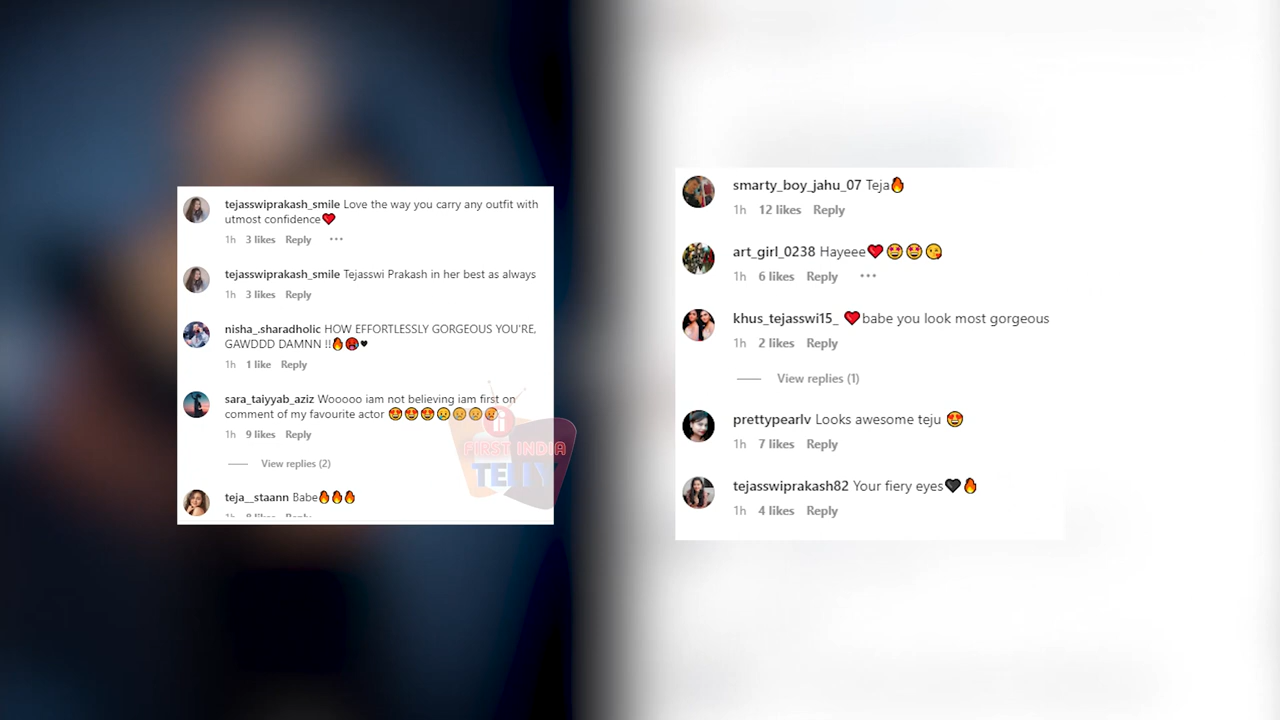 tejasswiprakash_smile Love the way you carry any outfit with
utmost confidence❤️
1h 3 likes Reply ...
tejasswiprakash_smile Tejasswi Prakash in her best as always
1h 3 likes Reply
nisha_.sharadholic HOW EFFORTLESSLY GORGEOUS YOU'RE,
GAWDDD DAMNN !!🔥🥵🖤
1h 1 like Reply
sara_taiyyab_aziz Wooooo iam not believing iam first on
comment of my favourite actor 😍😍😍😢😢😢😢
1h 9 likes Reply
View replies (2)
teja__staann Babe🔥🔥🔥
1h 8 likes Reply
FIRST INDIA
TELLY
smarty_boy_jahu_07 Teja🔥
1h 12 likes Reply
art_girl_0238 Hayeee❤️😍😍😘
1h 6 likes Reply ...
khus_tejasswi15_ ❤️babe you look most gorgeous
1h 2 likes Reply
View replies (1)
prettypearlv Looks awesome teju 😍
1h 7 likes Reply
tejasswiprakash82 Your fiery eyes🖤🔥
1h 4 likes Reply